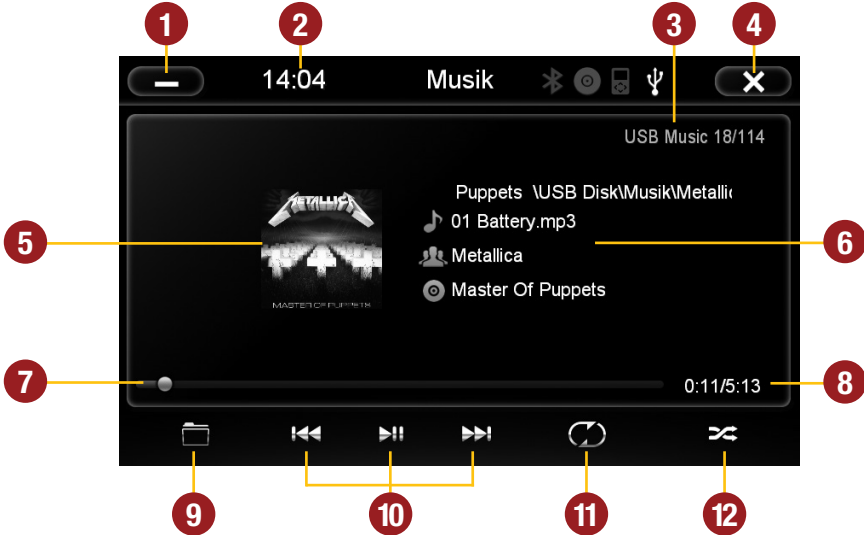 1 2 3 4
14:04 Musik
USB Music 18/114
METALLICA
MASTER OF PUPPETS
Puppets \USB Disk\Musik\Metallic
01 Battery.mp3
Metallica
Master Of Puppets
5 6
7 8
0:11/5:13
9 10 11 12